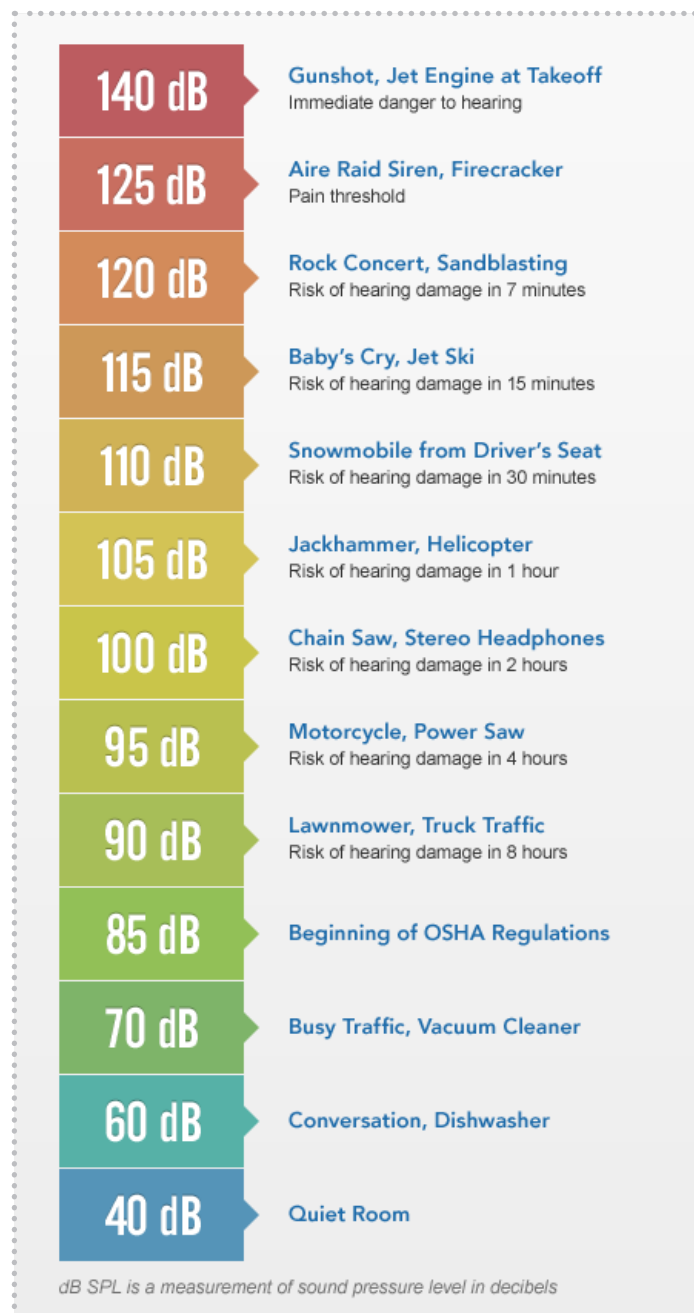 140 dB
Gunshot, Jet Engine at Takeoff
Immediate danger to hearing
125 dB
Aire Raid Siren, Firecracker
Pain threshold
120 dB
Rock Concert, Sandblasting
Risk of hearing damage in 7 minutes
115 dB
Baby's Cry, Jet Ski
Risk of hearing damage in 15 minutes
110 dB
Snowmobile from Driver's Seat
Risk of hearing damage in 30 minutes
105 dB
Jackhammer, Helicopter
Risk of hearing damage in 1 hour
100 dB
Chain Saw, Stereo Headphones
Risk of hearing damage in 2 hours
95 dB
Motorcycle, Power Saw
Risk of hearing damage in 4 hours
90 dB
Lawnmower, Truck Traffic
Risk of hearing damage in 8 hours
85 dB
Beginning of OSHA Regulations
70 dB
Busy Traffic, Vacuum Cleaner
60 dB
Conversation, Dishwasher
40 dB
Quiet Room
dB SPL is a measurement of sound pressure level in decibels